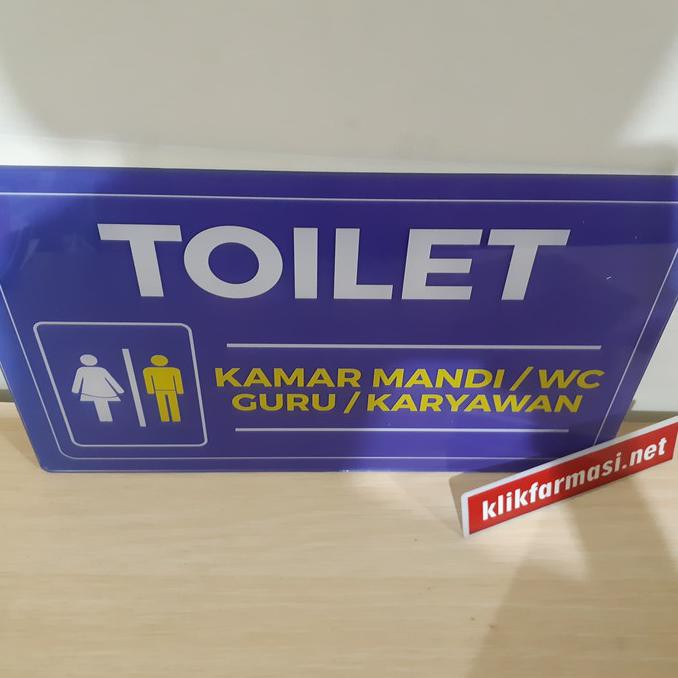 TOILET
KAMAR MANDI / WC
GURU / KARYAWAN
klikfarmasi.net